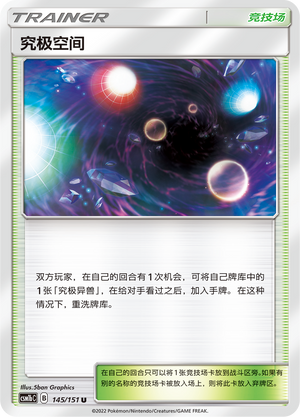 TRAINER 竞技场
究极空间
双方玩家，在自己的回合有1次机会，可将自己牌库中的
1张「究极异兽」，在给对手看过之后，加入手牌。在这种
情况下，重洗牌库。
Illus.5ban Graphics
CSM1bC B 145/151 U
在自己的回合只可以将1张竞技场卡放到战斗区旁。如果有
别的名称的竞技场卡被放入场上，则将此卡放入弃牌区。
©2022 Pokémon/Nintendo/Creatures/GAME FREAK.